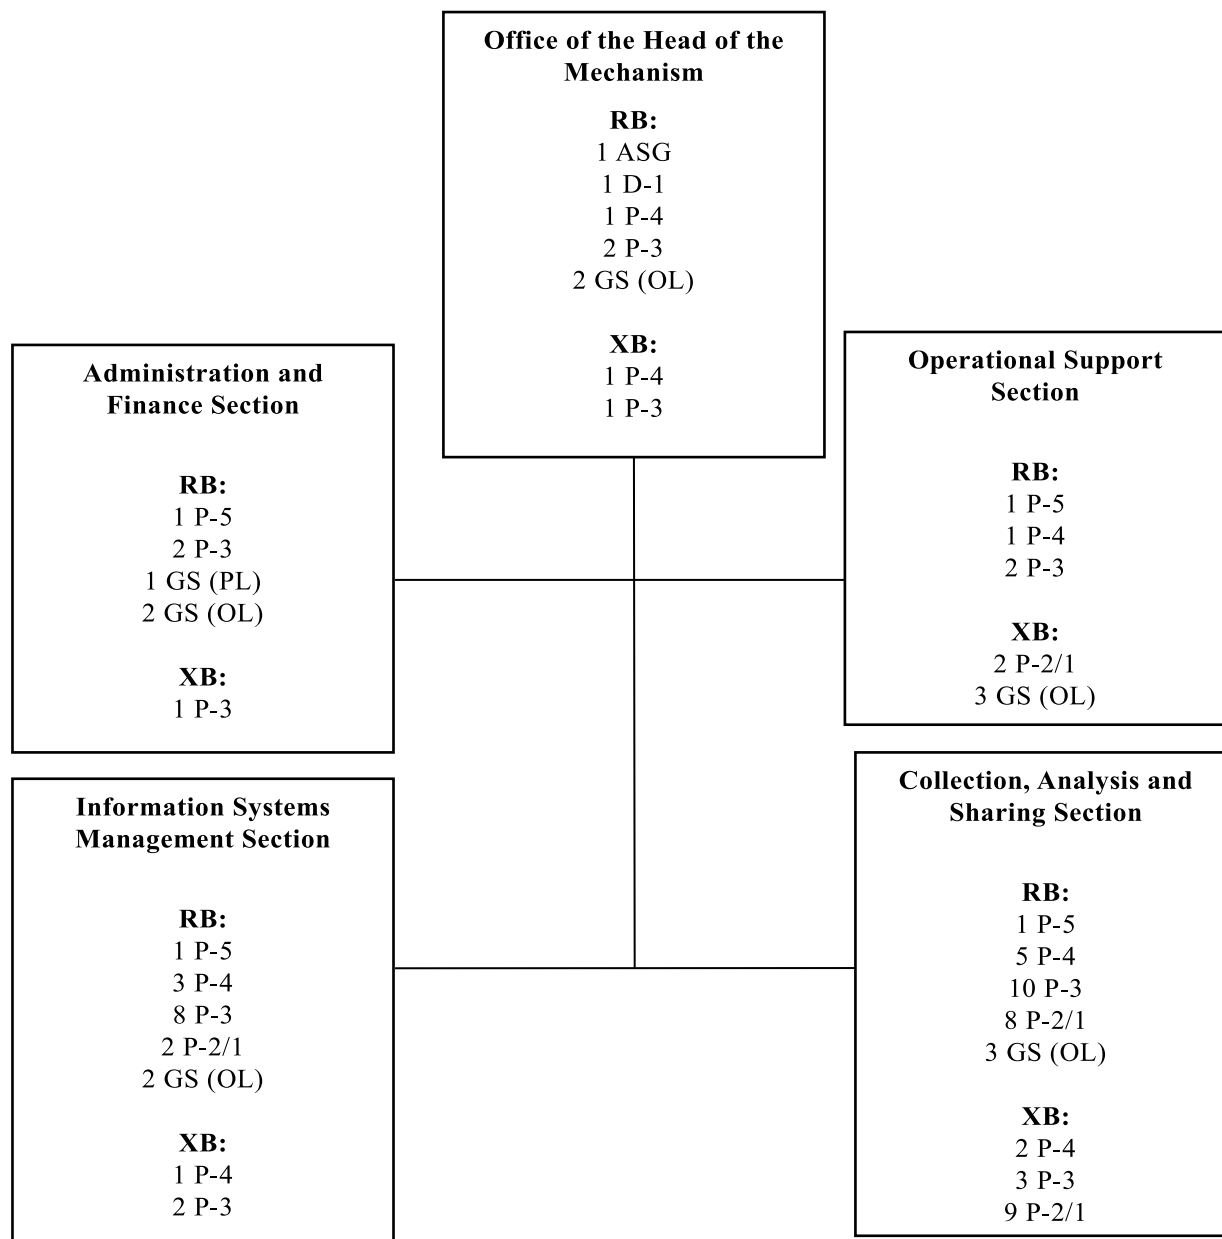 Office of the Head of the
Mechanism
RB:
1 ASG
1 D-1
1 P-4
2 P-3
2 GS (OL)
XB:
1 P-4
1 P-3
Administration and
Finance Section
RB:
1 P-5
2 P-3
1 GS (PL)
2 GS (OL)
XB:
1 P-3
Operational Support
Section
RB:
1 P-5
1 P-4
2 P-3
XB:
2 P-2/1
3 GS (OL)
Information Systems
Management Section
RB:
1 P-5
3 P-4
8 P-3
2 P-2/1
2 GS (OL)
XB:
1 P-4
2 P-3
Collection, Analysis and
Sharing Section
RB:
1 P-5
5 P-4
10 P-3
8 P-2/1
3 GS (OL)
XB:
2 P-4
3 P-3
9 P-2/1